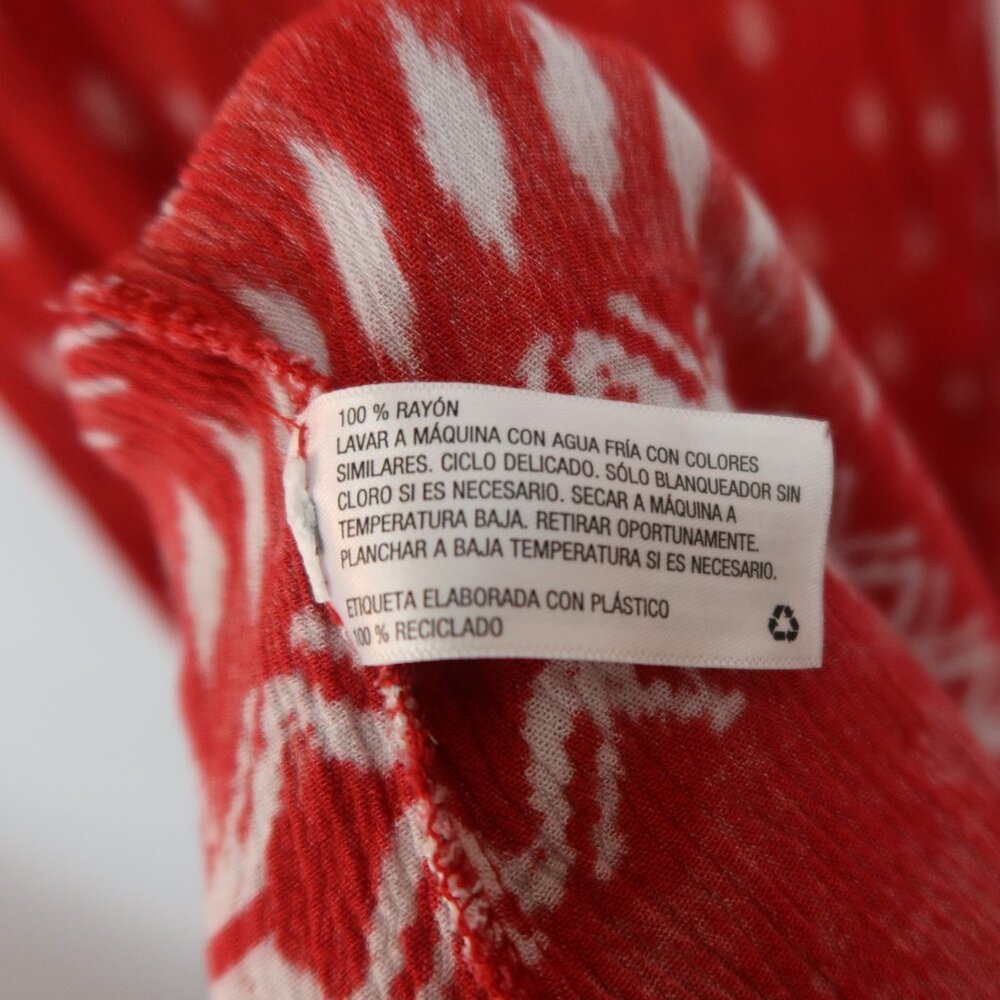 100 % RAYÓN
LAVAR A MÁQUINA CON AGUA FRÍA CON COLORES
SIMILARES. CICLO DELICADO. SÓLO BLANQUEADOR SIN
CLORO SI ES NECESARIO. SECAR A MÁQUINA A
TEMPERATURA BAJA. RETIRAR OPORTUNAMENTE.
PLANCHAR A BAJA TEMPERATURA SI ES NECESARIO.
ETIQUETA ELABORADA CON PLÁSTICO
100 % RECICLADO